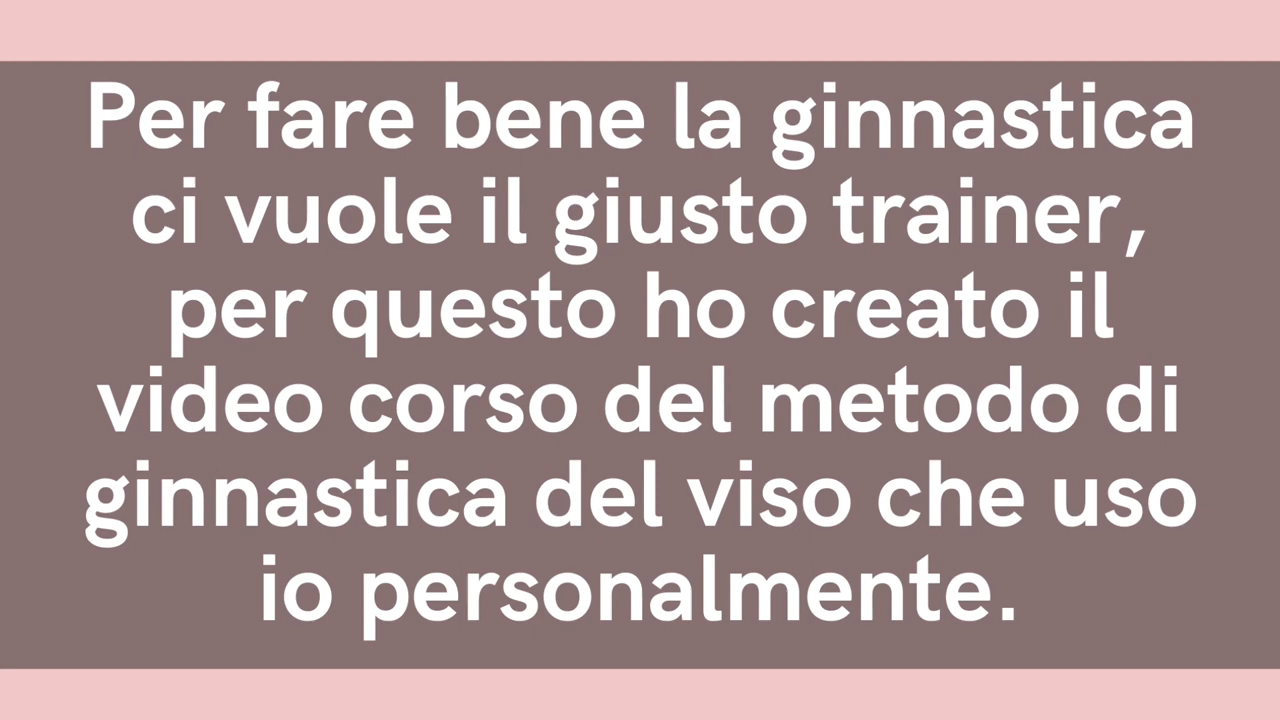 Per fare bene la ginnastica
ci vuole il giusto trainer,
per questo ho creato il
video corso del metodo di
ginnastica del viso che uso
io personalmente.